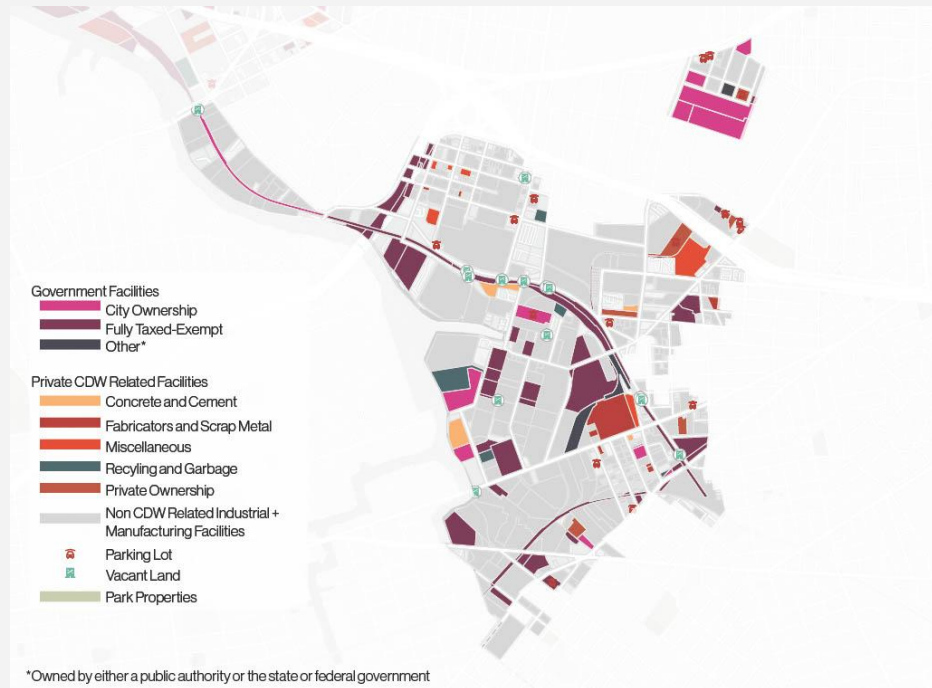 Government Facilities
City Ownership
Fully Taxed-Exempt
Other*
Private CDW Related Facilities
Concrete and Cement
Fabricators and Scrap Metal
Miscellaneous
Recyling and Garbage
Private Ownership
Non CDW Related Industrial +
Manufacturing Facilities
Parking Lot
Vacant Land
Park Properties
*Owned by either a public authority or the state or federal government